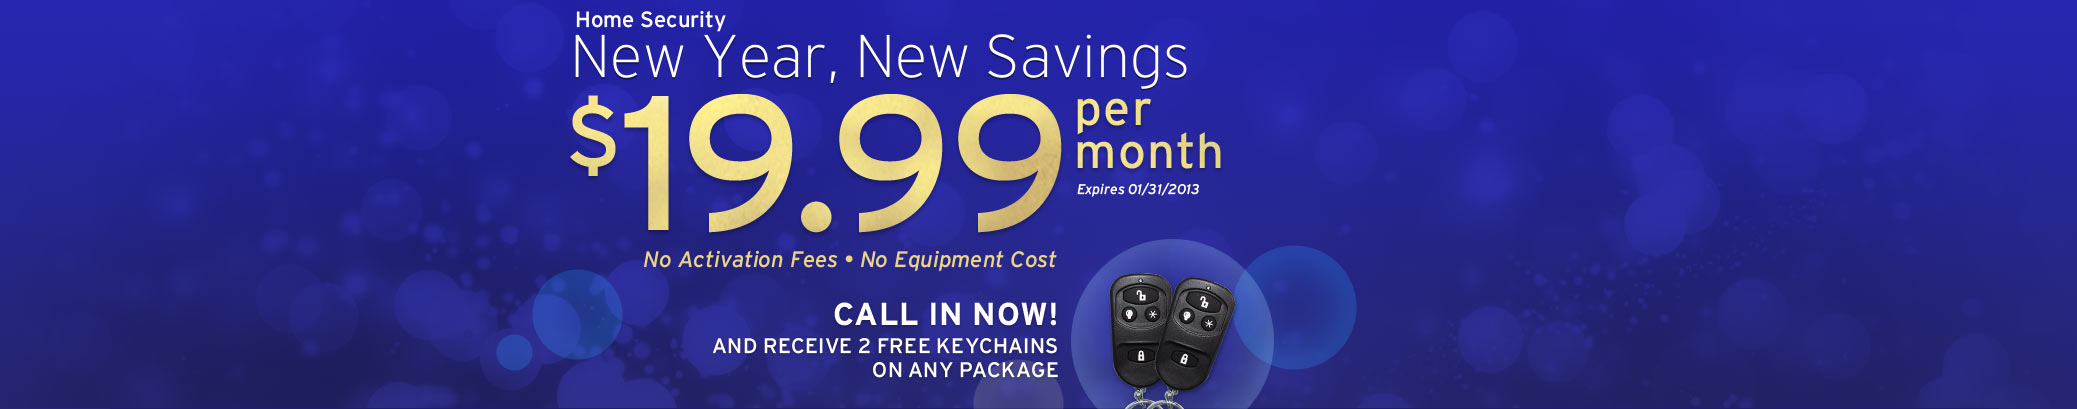 Home Security
New Year, New Savings
$19.99 per month
Expires 01/31/2013
No Activation Fees • No Equipment Cost
CALL IN NOW!
AND RECEIVE 2 FREE KEYCHAINS
ON ANY PACKAGE